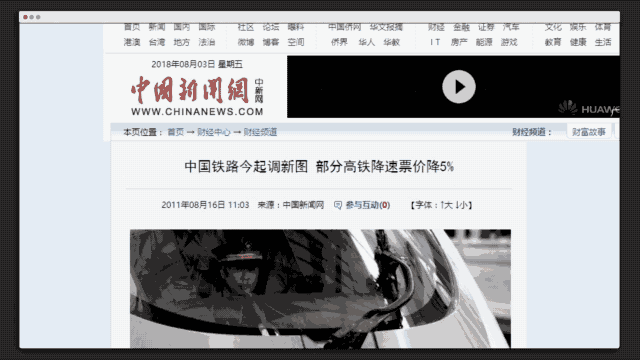 首页 新闻 国内 国际 社区 论坛 爆料 中国侨网 华文报摘 财经 金融 证券 汽车 文化 娱乐 体育
港澳 台湾 地方 法治 微博 博客 空间 侨界 华人 华教 I T 房产 能源 游戏 教育 健康 生活
2018年08月03日 星期五
中国新闻網 中新网
WWW.CHINANEWS.COM
HUAWE
本文位置： 首页 → 财经中心 → 财经频道 财经频道： 财富故事
中国铁路今起调新图 部分高铁降速票价降5%
2011年08月16日 11:03 来源：中国新闻网 参与互动(0) 【字体：↑大 ↓小】